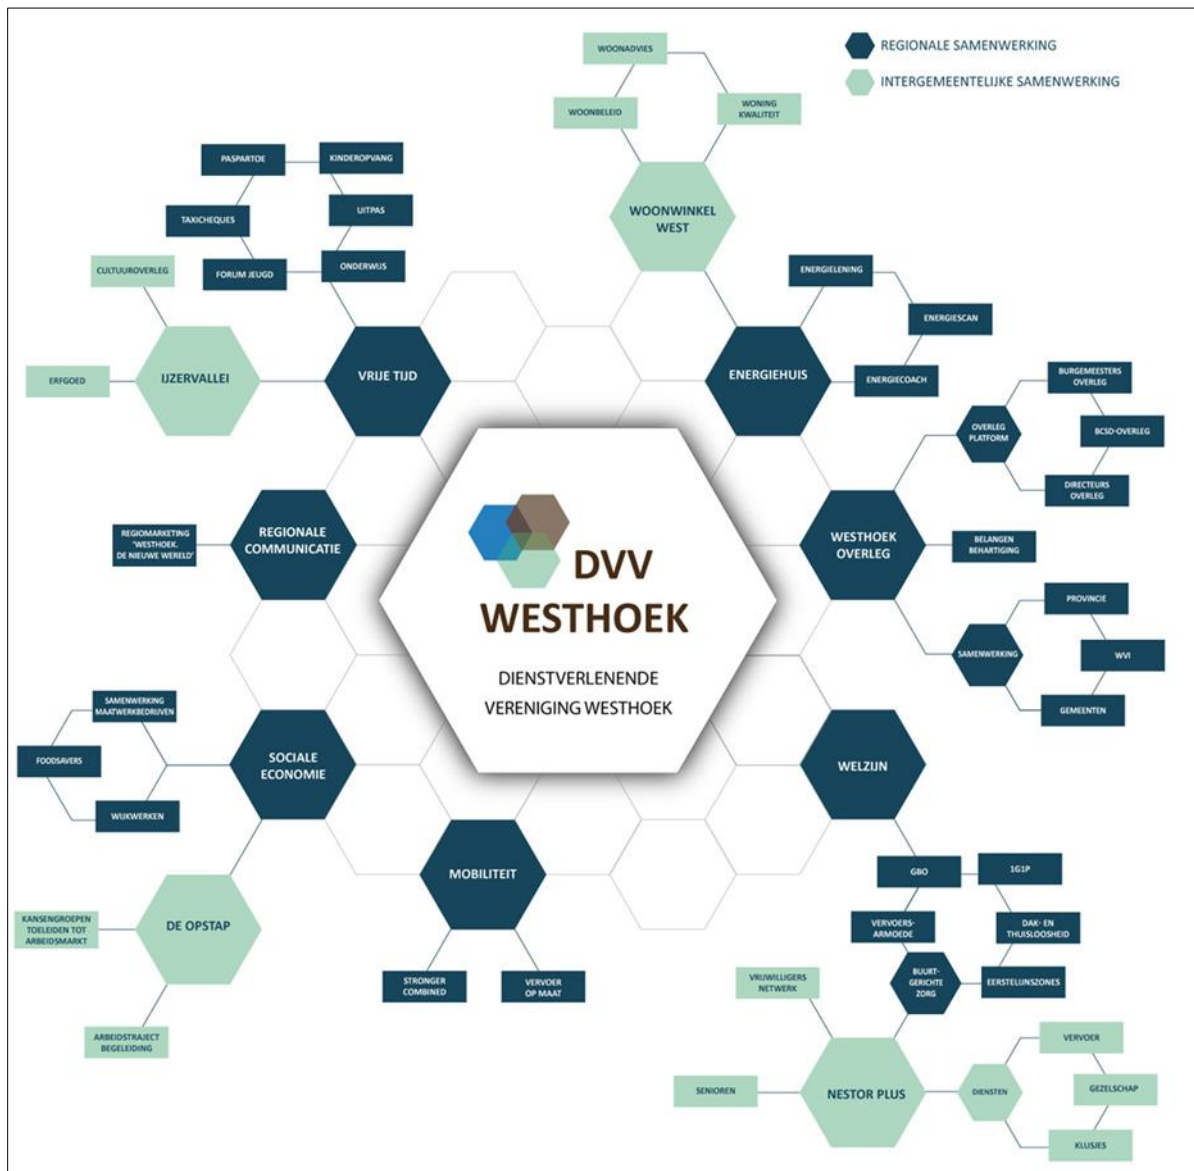 REGIONALE SAMENWERKING
INTERGEMEENTELIJKE SAMENWERKING
WOONADVIES
WOONBELEID
WONING
KWALITEIT
WOONWINKEL
WEST
PASPARTOE
KINDEROPVANG
TAXICHEQUES
UITPAS
FORUM JEUGD
ONDERWIJS
CULTUUROVERLEG
ERFGOED
IJZERVALLEI
VRIJE TIJD
ENERGIELENING
ENERGIESCAN
ENERGIECOACH
ENERGIEHUIS
BURGEMEESTERS
OVERLEG
OVERLEG
PLATFORM
BCSD-OVERLEG
DIRECTEURS
OVERLEG
REGIOMARKETING
'WESTHOEK.
DE NIEUWE WERELD'
REGIONALE
COMMUNICATIE
DVV
WESTHOEK
DIENSTVERLENENDE
VERENIGING WESTHOEK
WESTHOEK
OVERLEG
BELANGEN
BEHARTIGING
PROVINCIE
SAMENWERKING
WVI
GEMEENTEN
SAMENWERKING
MAATWERKBEDRIJVEN
FOODSAVERS
WIJKWERKEN
SOCIALE
ECONOMIE
WELZIJN
MOBILITEIT
STRONGER
COMBINED
VERVOER
OP MAAT
DE OPSTAP
KANSENGROEPEN
TOELEIDEN TOT
ARBEIDSMARKT
ARBEIDSTRAJECT
BEGELEIDING
GBO
1G1P
VERVOERS-
ARMOEDE
DAK- EN
THUISLOOSHEID
BUURT-
GERICHTE
ZORG
EERSTELIJNSZONES
VRIJWILLIGERS
NETWERK
SENIOREN
NESTOR PLUS
DIENSTEN
VERVOER
GEZELSCHAP
KLUSJES